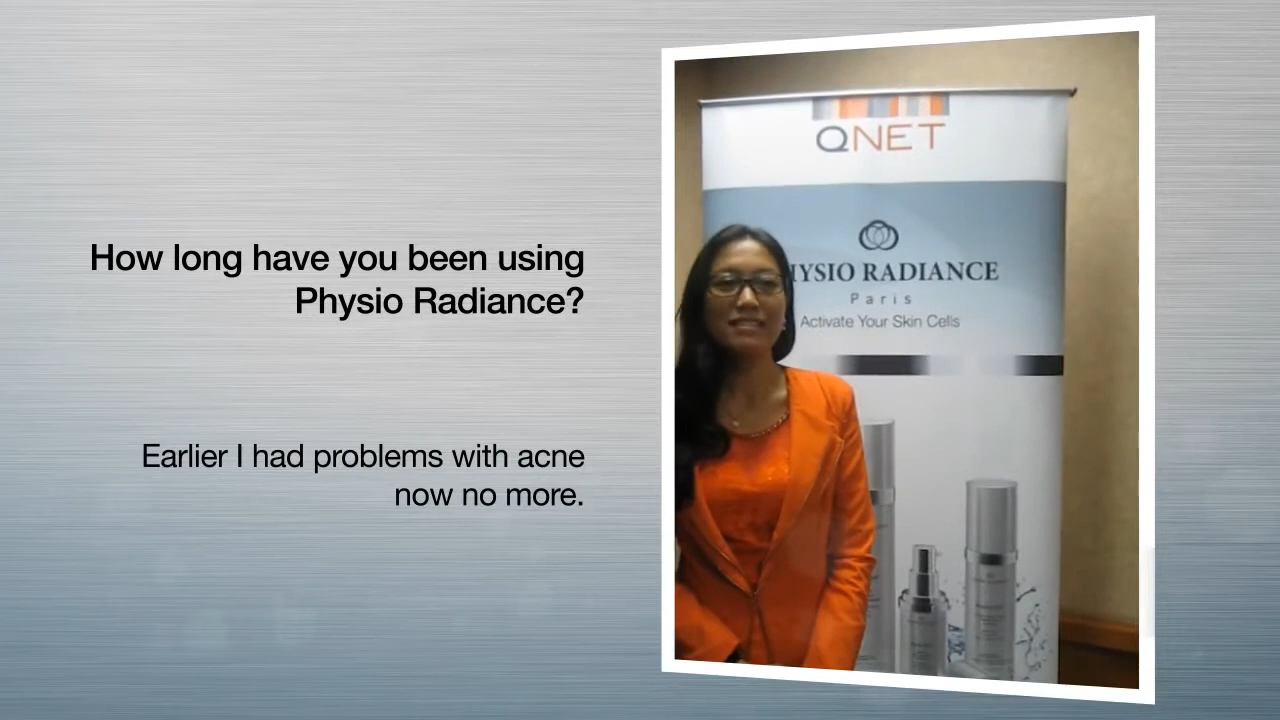 How long have you been using
Physio Radiance?
Earlier I had problems with acne
now no more.
QNET
HYSIO RADIANCE
Paris
Activate Your Skin Cells